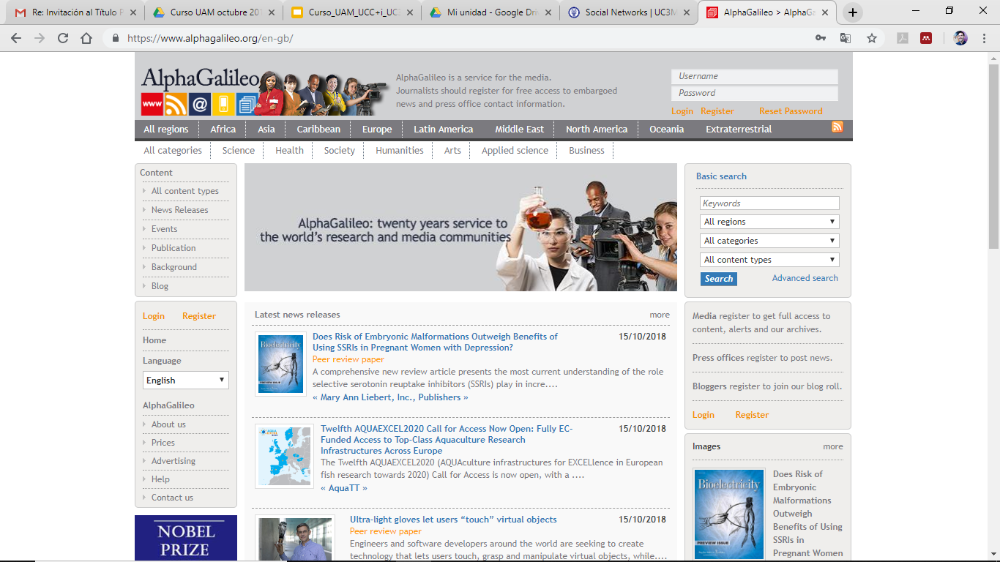 Re: Invitación al Título P
Curso UAM octubre 201
Curso_UAM_UCC+i_UC3
Mi unidad - Google Dri
Social Networks | UC3M
AlphaGalileo > AlphaGa
https://www.alphagalileo.org/en-gb/
AlphaGalileo
www
@
AlphaGalileo is a service for the media.
Journalists should register for free access to embargoed
news and press office contact information.
Username
Password
Login Register Reset Password
All regions Africa Asia Caribbean Europe Latin America Middle East North America Oceania Extraterrestrial
All categories Science Health Society Humanities Arts Applied science Business
Content
All content types
News Releases
Events
Publication
Background
Blog
Login Register
Home
Language
English
AlphaGalileo
About us
Prices
Advertising
Help
Contact us
NOBEL
PRIZE
AlphaGalileo: twenty years service to
the world's research and media communities
Latest news releases more
Does Risk of Embryonic Malformations Outweigh Benefits of 15/10/2018
Using SSRIs in Pregnant Women with Depression?
Peer review paper
A comprehensive new review article presents the most current understanding of the role
selective serotonin reuptake inhibitors (SSRIs) play in incre....
« Mary Ann Liebert, Inc., Publishers »
Bioelectricity
PREVIEW ISSUE
Twelfth AQUAEXCEL2020 Call for Access Now Open: Fully EC- 15/10/2018
Funded Access to Top-Class Aquaculture Research
Infrastructures Across Europe
The Twelfth AQUAEXCEL2020 (AQUAculture infrastructures for EXCELlence in European
fish research towards 2020) Call for Access is now open, with a ....
« AquaTT »
Ultra-light gloves let users “touch” virtual objects 15/10/2018
Peer review paper
Engineers and software developers around the world are seeking to create
technology that lets users touch, grasp and manipulate virtual objects, while....
Basic search
Keywords
All regions
All categories
All content types
Search Advanced search
Media register to get full access to
content, alerts and our archives.
Press offices register to post news.
Bloggers register to join our blog roll.
Login Register
Images more
Bioelectricity
PREVIEW ISSUE
Does Risk of
Embryonic
Malformations
Outweigh
Benefits of Using
SSRIs in
Pregnant Women